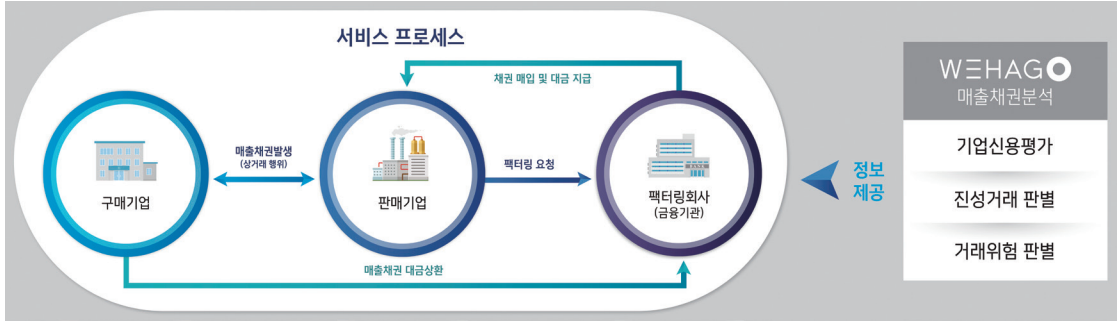 서비스 프로세스
채권 매입 및 대금 지급
매출채권발생
(상거래 행위)
팩터링 요청
구매기업
판매기업
팩터링회사
(금융기관)
매출채권 대금상환
정보
제공
WEHAGO
매출채권분석
기업신용평가
진성거래 판별
거래위험 판별